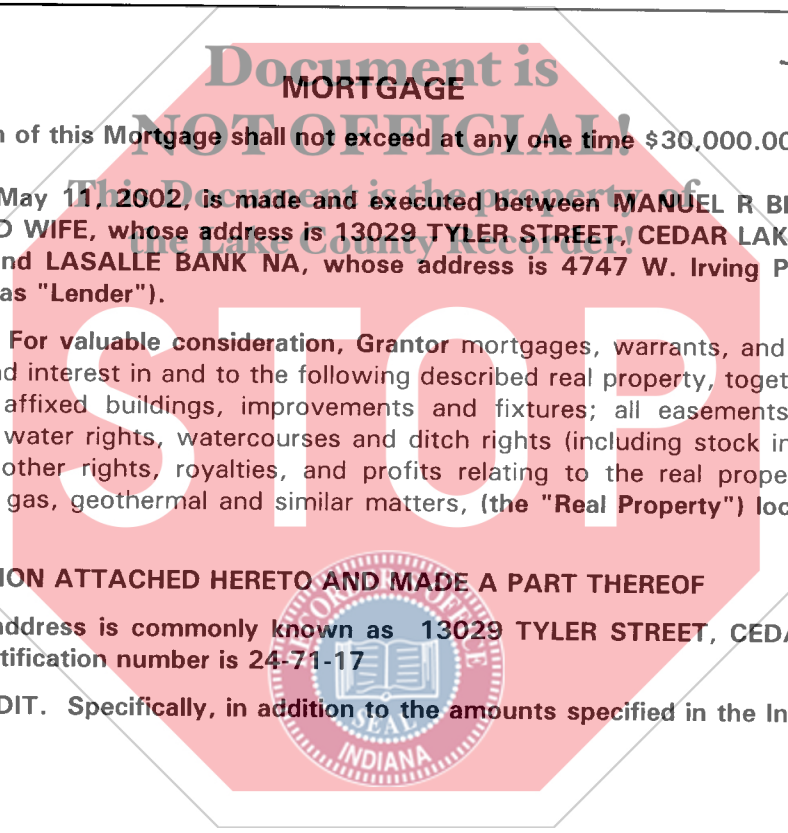 Document is
MORTGAGE
NOT OFFICIAL!
of this Mortgage shall not exceed at any one time $30,000.00
This Document is the property of
May 11, 2002, is made and executed between MANUEL R
WIFE, whose address is 13029 TYLER STREET, CEDAR LAK
the Lake County Recorder!
nd LASALLE BANK NA, whose address is 4747 W. Irving P
as "Lender").
For valuable consideration, Grantor mortgages, warrants, and
d interest in and to the following described real property, toget
affixed buildings, improvements and fixtures; all easements
water rights, watercourses and ditch rights (including stock in
other rights, royalties, and profits relating to the real prope
gas, geothermal and similar matters, (the "Real Property") loc
STOP
ION ATTACHED HERETO AND MADE A PART THEREOF
address is commonly known as 13029 TYLER STREET, CEDA
tification number is 24-71-17
DIT. Specifically, in addition to the amounts specified in the In
RECORDER'S OFFICE
SEAL
INDIANA